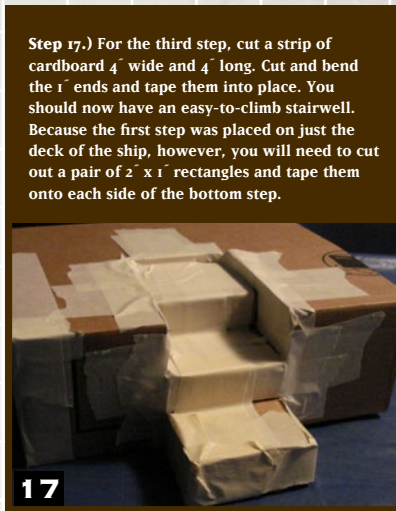 Step 17.) For the third step, cut a strip of
cardboard 4˝ wide and 4˝ long. Cut and bend
the 1˝ ends and tape them into place. You
should now have an easy-to-climb stairwell.
Because the first step was placed on just the
deck of the ship, however, you will need to cut
out a pair of 2˝ x 1˝ rectangles and tape them
onto each side of the bottom step.
17